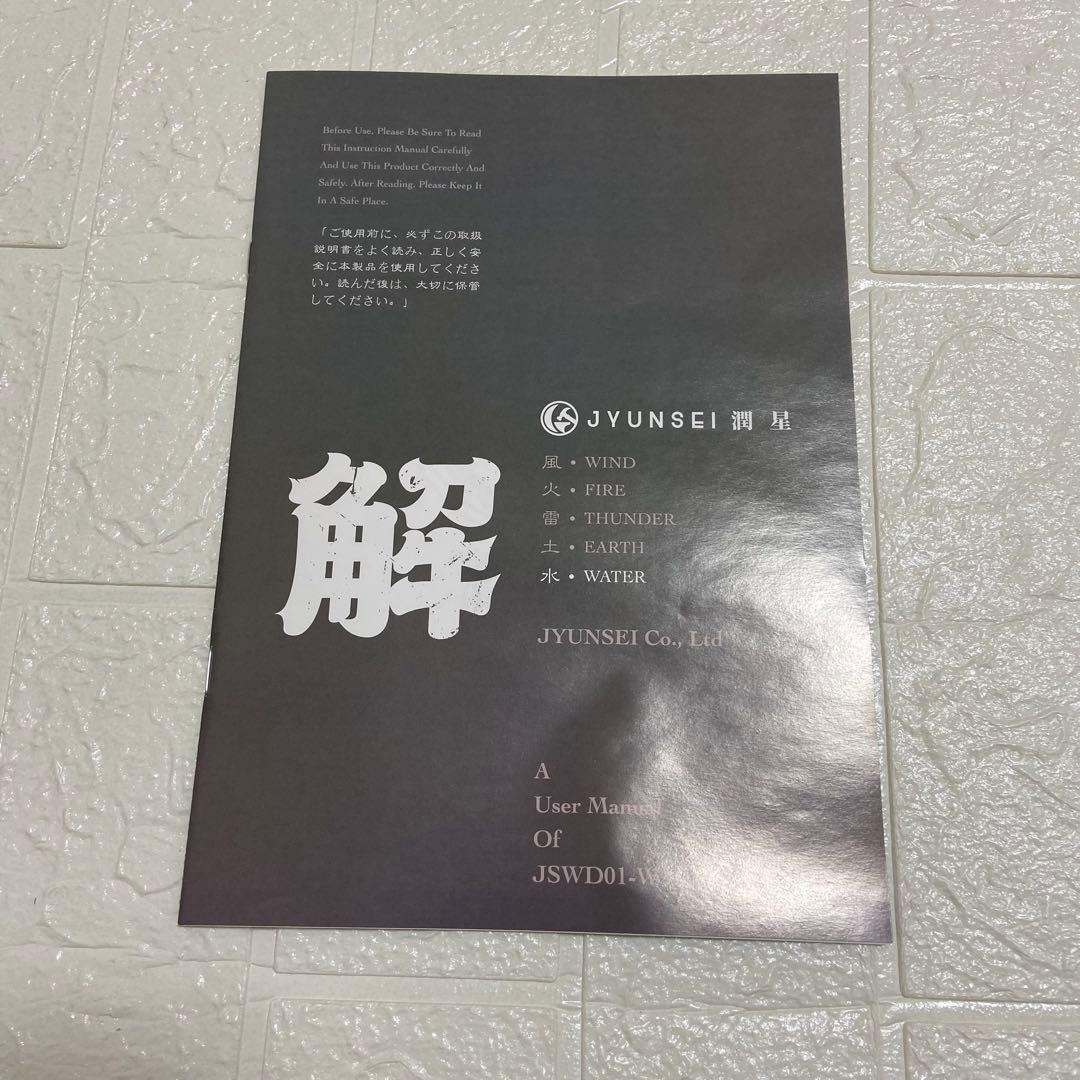 Before Use, Please Be Sure To Read
This Instruction Manual Carefully
And Use This Product Correctly And
Safely. After Reading. Please Keep It
In A Safe Place.
「ご使用前に、必ずこの取扱
説明書をよく読み、正しく安
全に本製品を使用してくださ
い。読んだ後は、大切に保管
してください。」
解
JYUNSEI 潤 星
風・WIND
火・FIRE
雷・THUNDER
土・EARTH
水・WATER
JYUNSEI Co., Ltd
A
User Manual
Of